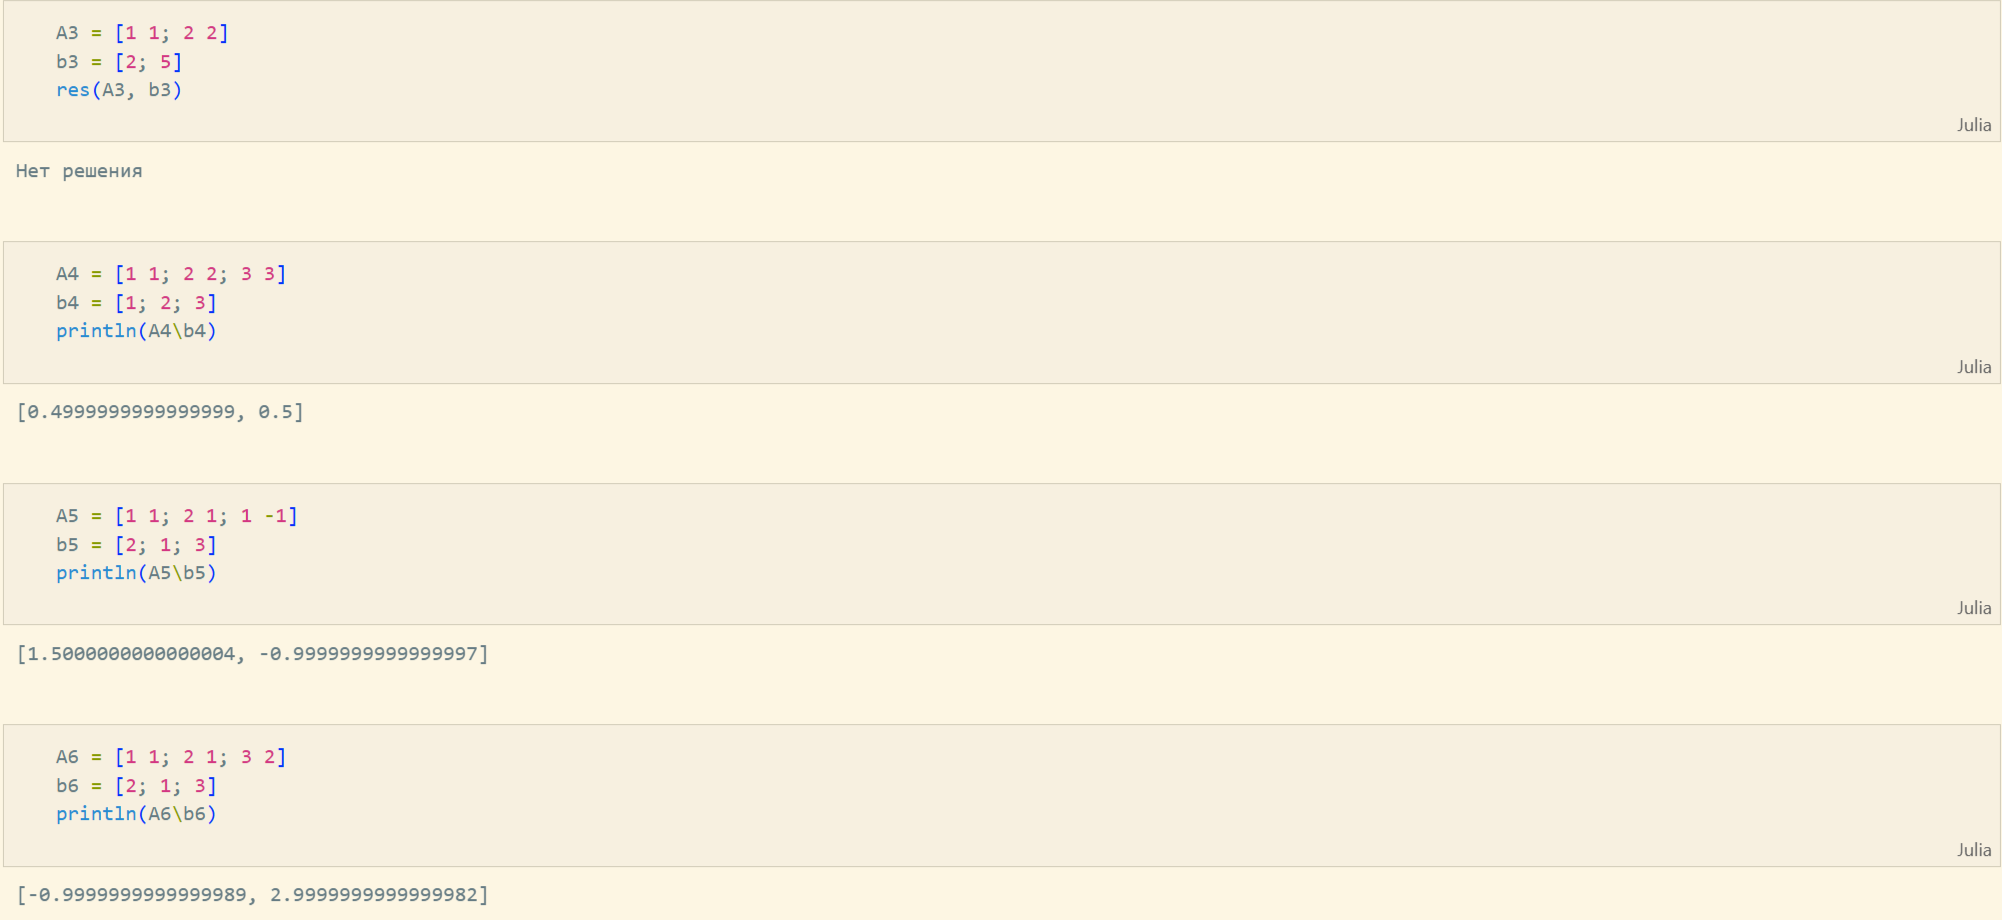 A3 = [1 1; 2 2]
b3 = [2; 5]
res(A3, b3)
Julia
Нет решения
A4 = [1 1; 2 2; 3 3]
b4 = [1; 2; 3]
println(A4\b4)
Julia
[0.4999999999999999, 0.5]
A5 = [1 1; 2 1; 1 -1]
b5 = [2; 1; 3]
println(A5\b5)
Julia
[1.5000000000000004, -0.9999999999999997]
A6 = [1 1; 2 1; 3 2]
b6 = [2; 1; 3]
println(A6\b6)
Julia
[-0.9999999999999989, 2.9999999999999982]